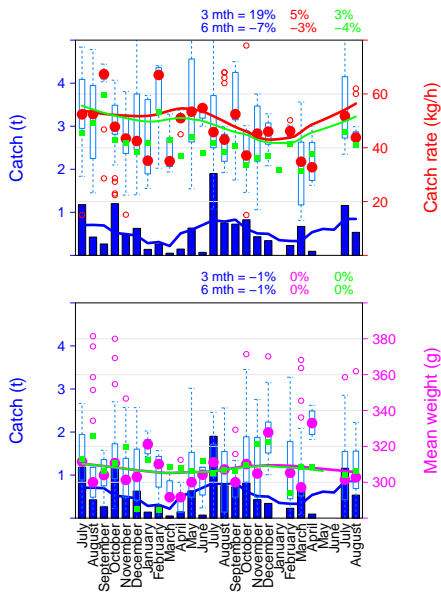 3 mth = 19% 5% 3%
6 mth = −7% −3% −4%
Catch (t)
1
2
3
4
20
40
60
Catch rate (kg/h)
3 mth = −1% 0% 0%
6 mth = −1% 0% 0%
Catch (t)
1
2
3
4
300
320
340
360
380
Mean weight (g)
July
August
September
October
November
December
January
February
March
April
May
June
July
August
September
October
November
December
January
February
March
April
May
June
July
August